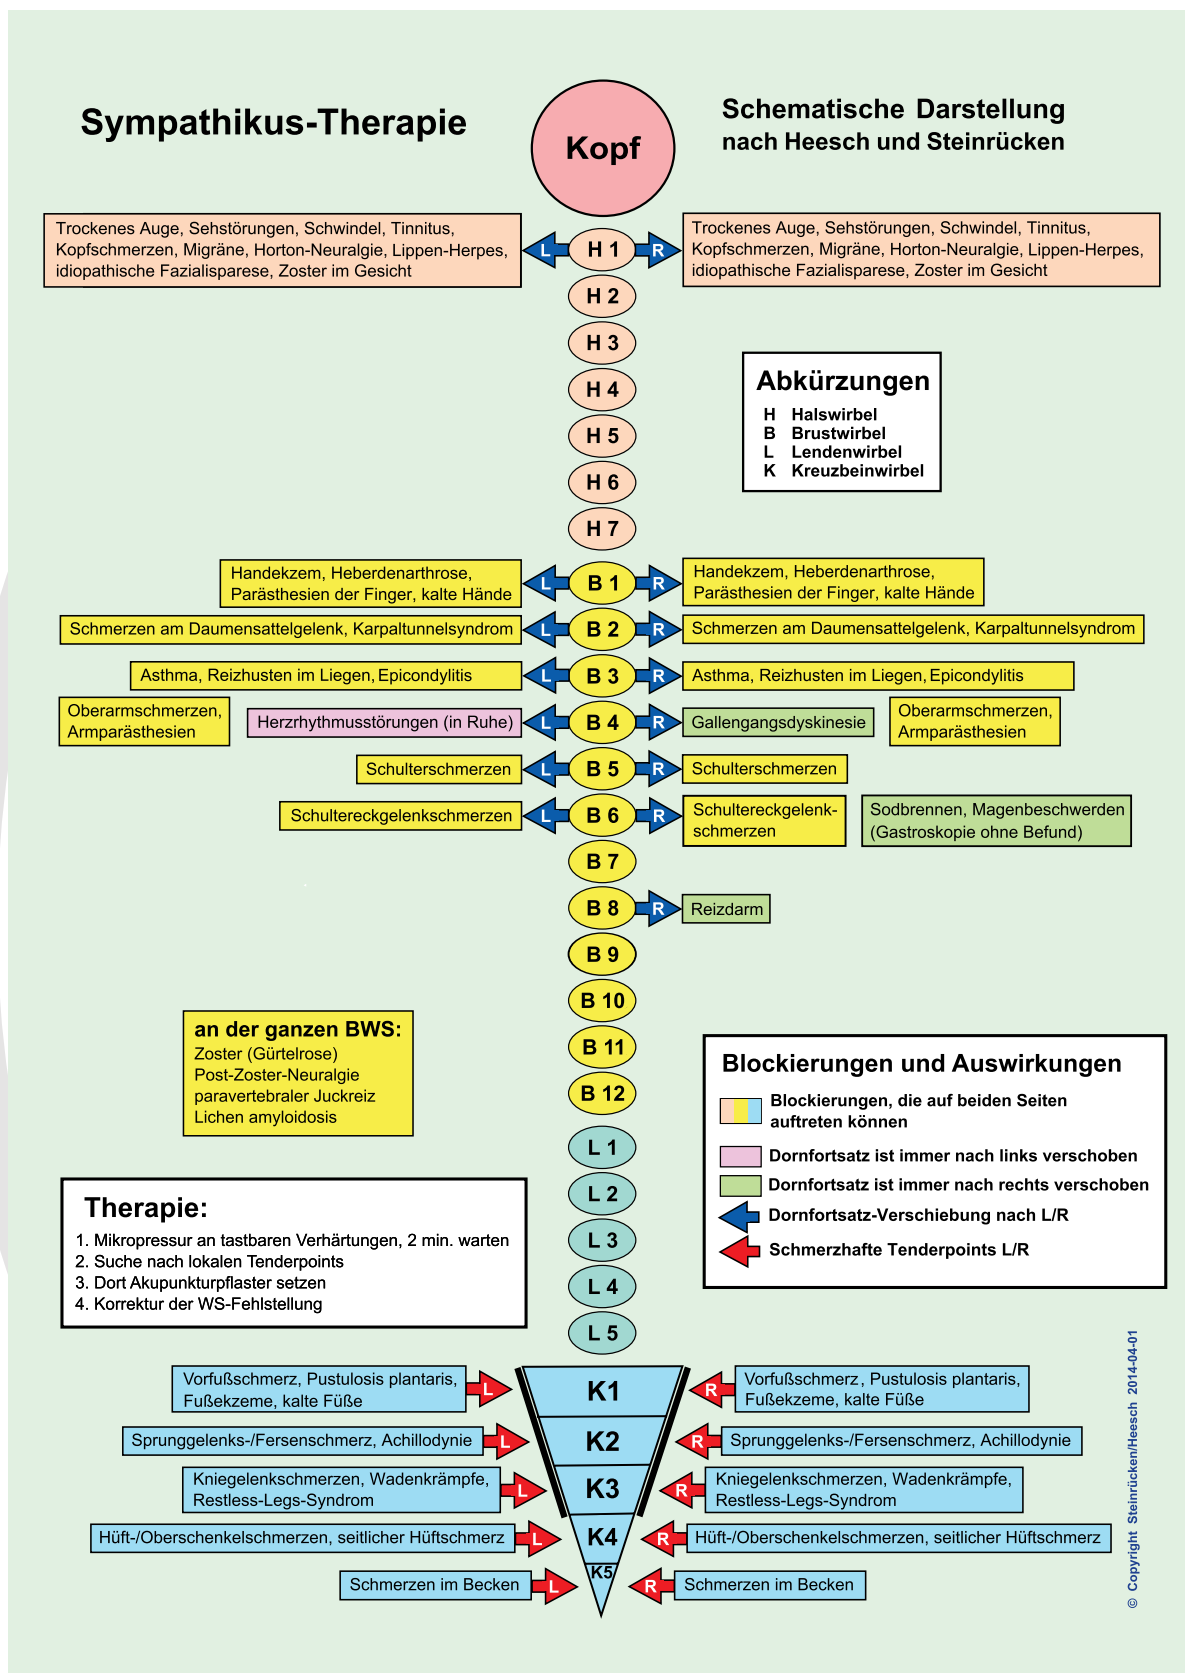 Sympathikus-Therapie
Kopf
Schematische Darstellung
nach Heesch und Steinrücken
Trockenes Auge, Sehstörungen, Schwindel, Tinnitus,
Kopfschmerzen, Migräne, Horton-Neuralgie, Lippen-Herpes,
idiopathische Fazialisparese, Zoster im Gesicht
L
H 1
R
Trockenes Auge, Sehstörungen, Schwindel, Tinnitus,
Kopfschmerzen, Migräne, Horton-Neuralgie, Lippen-Herpes,
idiopathische Fazialisparese, Zoster im Gesicht
H 2
H 3
H 4
H 5
H 6
H 7
Abkürzungen
H Halswirbel
B Brustwirbel
L Lendenwirbel
K Kreuzbeinwirbel
Handekzem, Heberdenarthrose,
Parästhesien der Finger, kalte Hände
L
B 1
R
Handekzem, Heberdenarthrose,
Parästhesien der Finger, kalte Hände
Schmerzen am Daumensattelgelenk, Karpaltunnelsyndrom
L
B 2
R
Schmerzen am Daumensattelgelenk, Karpaltunnelsyndrom
Asthma, Reizhusten im Liegen, Epicondylitis
L
B 3
R
Asthma, Reizhusten im Liegen, Epicondylitis
Oberarmschmerzen,
Armparästhesien
Herzrhythmusstörungen (in Ruhe)
L
B 4
R
Gallengangsdyskinesie
Oberarmschmerzen,
Armparästhesien
Schulterschmerzen
L
B 5
R
Schulterschmerzen
Schultereckgelenkschmerzen
L
B 6
R
Schultereckgelenk-
schmerzen
Sodbrennen, Magenbeschwerden
(Gastroskopie ohne Befund)
B 7
B 8
R
Reizdarm
B 9
B 10
B 11
B 12
an der ganzen BWS:
Zoster (Gürtelrose)
Post-Zoster-Neuralgie
paravertebraler Juckreiz
Lichen amyloidosis
Blockierungen und Auswirkungen
Blockierungen, die auf beiden Seiten
auftreten können
Dornfortsatz ist immer nach links verschoben
Dornfortsatz ist immer nach rechts verschoben
Dornfortsatz-Verschiebung nach L/R
Schmerzhafte Tenderpoints L/R
L 1
L 2
L 3
L 4
L 5
Therapie:
1. Mikropressur an tastbaren Verhärtungen, 2 min. warten
2. Suche nach lokalen Tenderpoints
3. Dort Akupunkturpflaster setzen
4. Korrektur der WS-Fehlstellung
Vorfußschmerz, Pustulosis plantaris,
Fußekzeme, kalte Füße
L
K1
R
Vorfußschmerz, Pustulosis plantaris,
Fußekzeme, kalte Füße
Sprunggelenks-/Fersenschmerz, Achillodynie
L
K2
R
Sprunggelenks-/Fersenschmerz, Achillodynie
Kniegelenkschmerzen, Wadenkrämpfe,
Restless-Legs-Syndrom
L
K3
R
Kniegelenkschmerzen, Wadenkrämpfe,
Restless-Legs-Syndrom
Hüft-/Oberschenkelschmerzen, seitlicher Hüftschmerz
L
K4
R
Hüft-/Oberschenkelschmerzen, seitlicher Hüftschmerz
Schmerzen im Becken
L
K5
R
Schmerzen im Becken
© Copyright Steinrücken/Heesch 2014-04-01